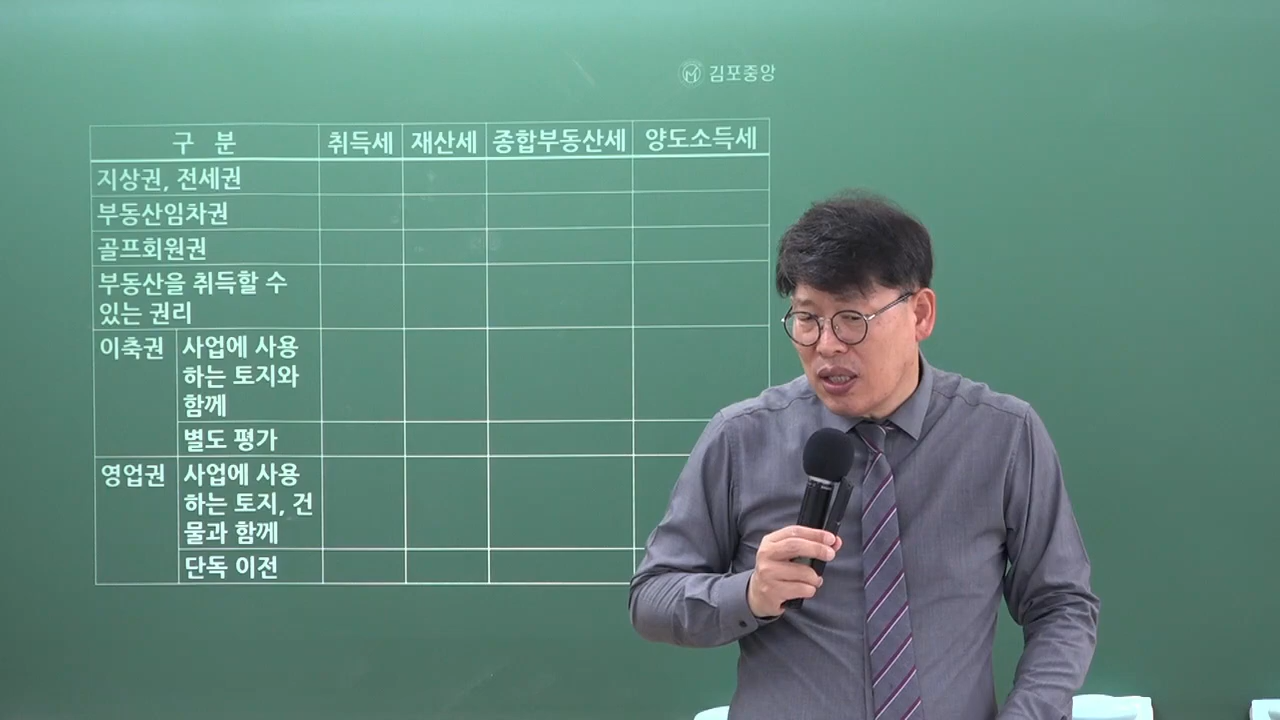 김포중앙
구 분 취득세 재산세 종합부동산세 양도소득세
지상권, 전세권
부동산임차권
골프회원권
부동산을 취득할 수
있는 권리
이축권 사업에 사용
하는 토지와
함께
별도 평가
영업권 사업에 사용
하는 토지, 건
물과 함께
단독 이전